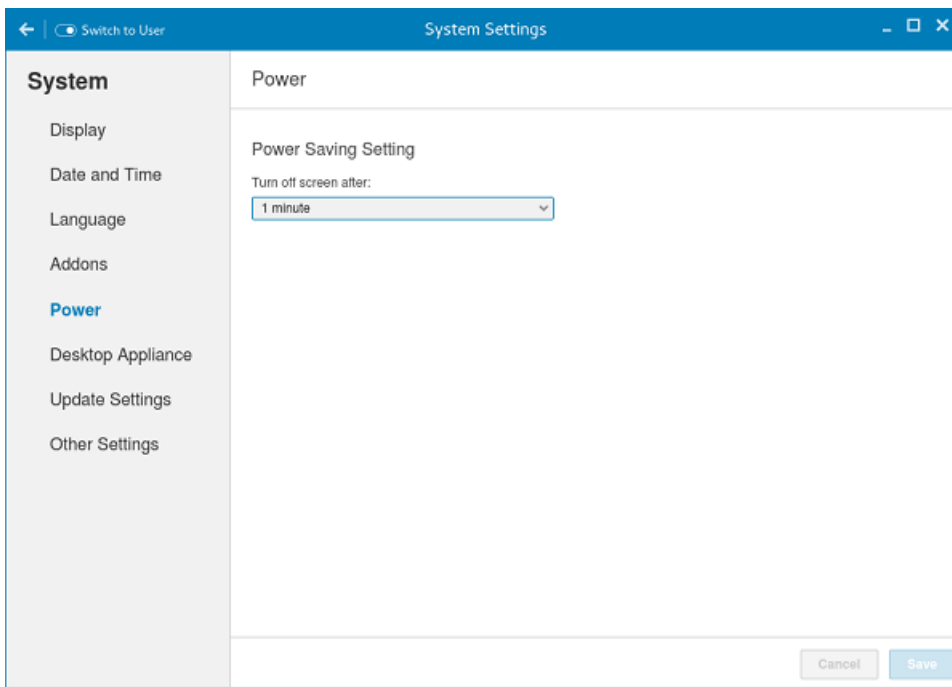 Switch to User
System Settings
System
Power
Display
Date and Time
Language
Addons
Power
Desktop Appliance
Update Settings
Other Settings
Power Saving Setting
Turn off screen after:
1 minute
Cancel
Save